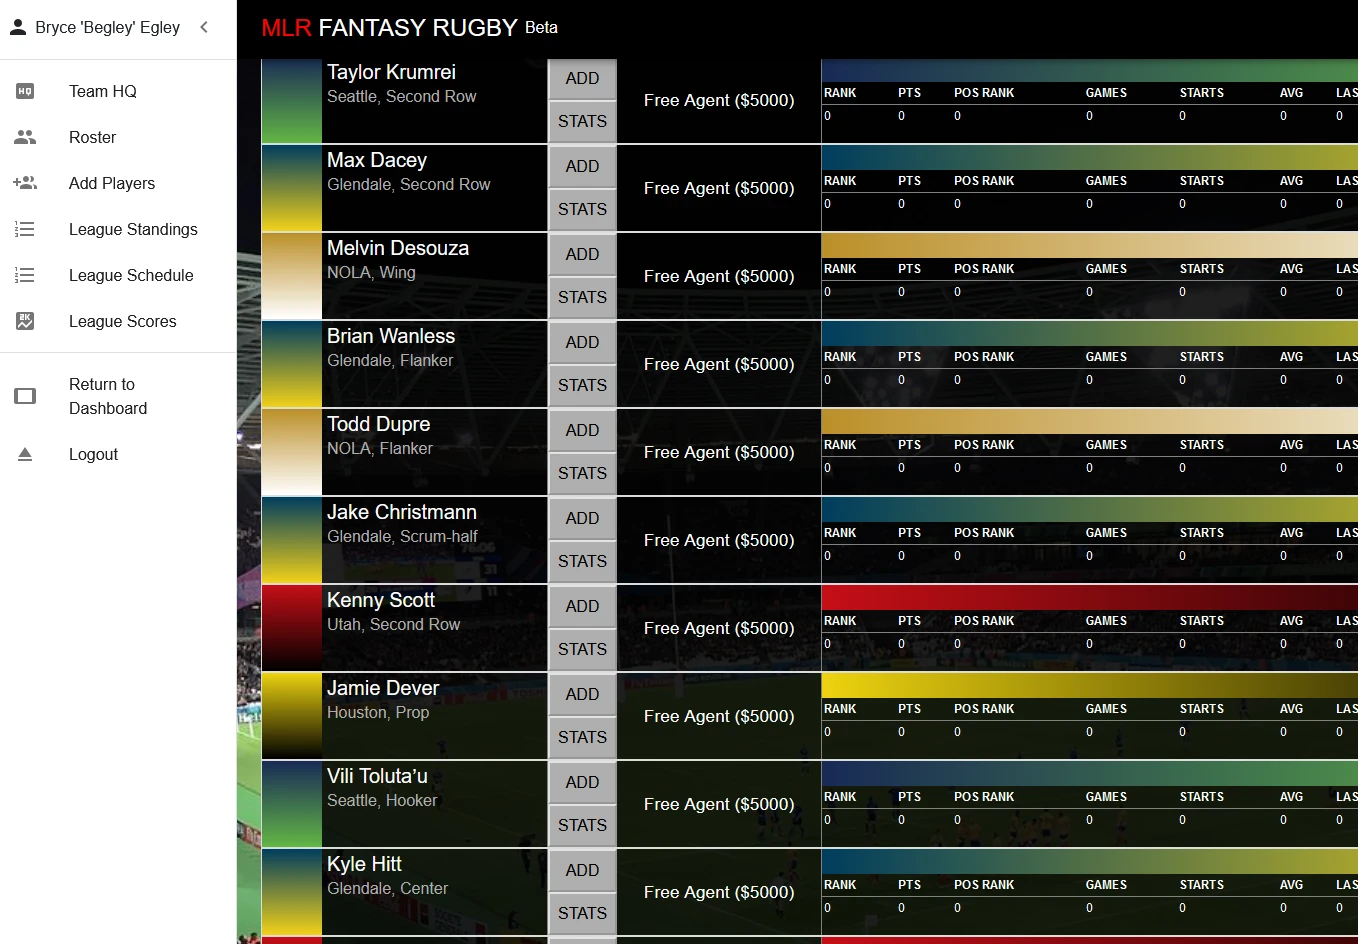 Bryce 'Begley' Egley
Team HQ
Roster
Add Players
League Standings
League Schedule
League Scores
Return to
Dashboard
Logout
MLR FANTASY RUGBY Beta
Taylor Krumrei
Seattle, Second Row
ADD
STATS
Free Agent ($5000)
RANK PTS POS RANK GAMES STARTS AVG LAS
0 0 0 0 0 0 0
Max Dacey
Glendale, Second Row
ADD
STATS
Free Agent ($5000)
RANK PTS POS RANK GAMES STARTS AVG LAS
0 0 0 0 0 0 0
Melvin Desouza
NOLA, Wing
ADD
STATS
Free Agent ($5000)
RANK PTS POS RANK GAMES STARTS AVG LAS
0 0 0 0 0 0 0
Brian Wanless
Glendale, Flanker
ADD
STATS
Free Agent ($5000)
RANK PTS POS RANK GAMES STARTS AVG LAS
0 0 0 0 0 0 0
Todd Dupre
NOLA, Flanker
ADD
STATS
Free Agent ($5000)
RANK PTS POS RANK GAMES STARTS AVG LAS
0 0 0 0 0 0 0
Jake Christmann
Glendale, Scrum-half
ADD
STATS
Free Agent ($5000)
RANK PTS POS RANK GAMES STARTS AVG LAS
0 0 0 0 0 0 0
Kenny Scott
Utah, Second Row
ADD
STATS
Free Agent ($5000)
RANK PTS POS RANK GAMES STARTS AVG LAS
0 0 0 0 0 0 0
Jamie Dever
Houston, Prop
ADD
STATS
Free Agent ($5000)
RANK PTS POS RANK GAMES STARTS AVG LAS
0 0 0 0 0 0 0
Vili Toluta’u
Seattle, Hooker
ADD
STATS
Free Agent ($5000)
RANK PTS POS RANK GAMES STARTS AVG LAS
0 0 0 0 0 0 0
Kyle Hitt
Glendale, Center
ADD
STATS
Free Agent ($5000)
RANK PTS POS RANK GAMES STARTS AVG LAS
0 0 0 0 0 0 0